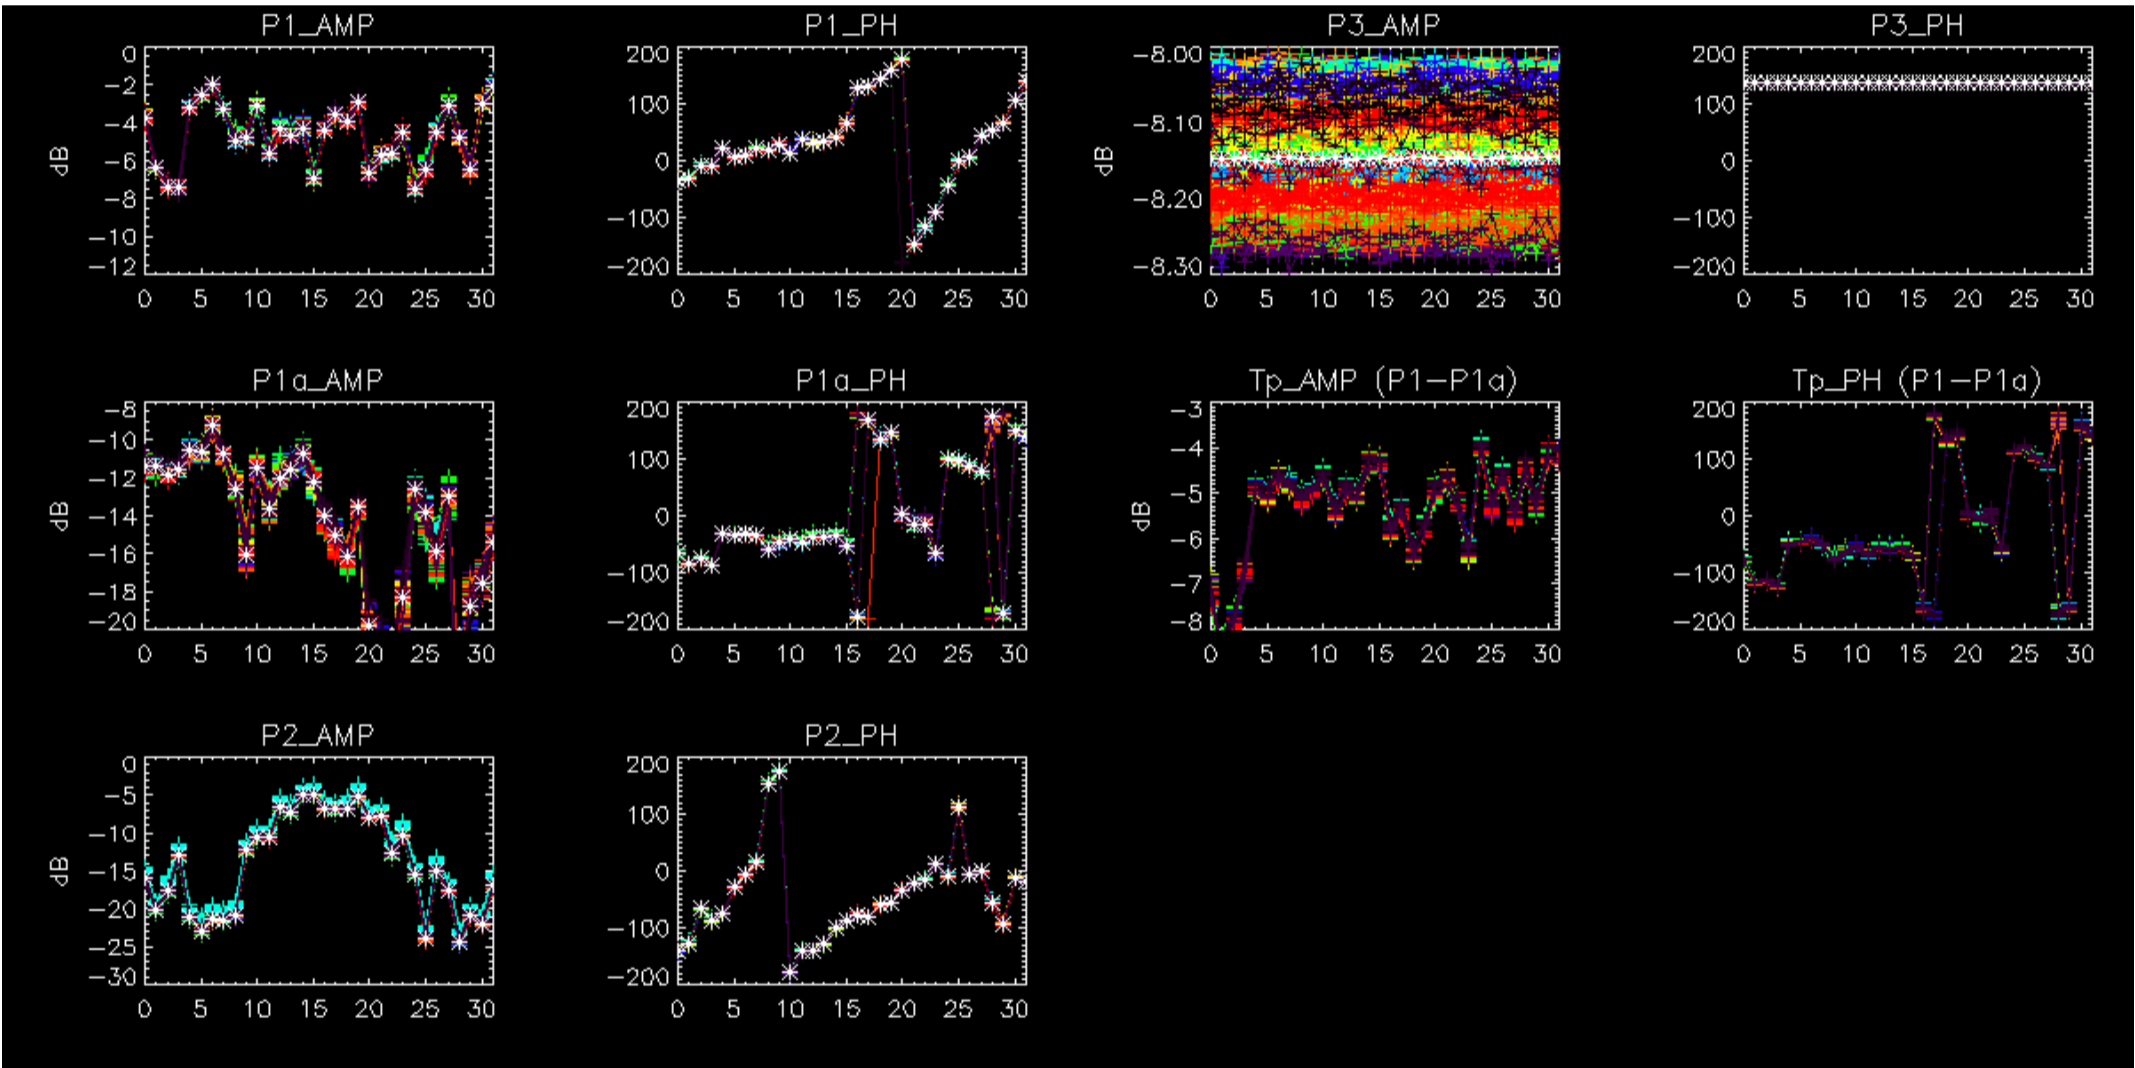 P1_AMP P1_PH P3_AMP P3_PH
0 200 -8.00 200
-2
-4 100 -8.10 100
dB -6 0 dB 0
-8 -100 -8.20 -100
-10
-12 -200 -8.30 -200
0 5 10 15 20 25 30 0 5 10 15 20 25 30 0 5 10 15 20 25 30 0 5 10 15 20 25 30
P1a_AMP P1a_PH Tp_AMP (P1-P1a) Tp_PH (P1-P1a)
-8 200 -3 200
-10 100 -4 100
-12
dB -14 0 dB -5 0
-16 -100 -6 -100
-18 -7
-20 -200 -8 -200
0 5 10 15 20 25 30 0 5 10 15 20 25 30 0 5 10 15 20 25 30 0 5 10 15 20 25 30
P2_AMP P2_PH
0 200
-5 100
-10
dB -15 0
-20 -100
-25
-30 -200
0 5 10 15 20 25 30 0 5 10 15 20 25 30